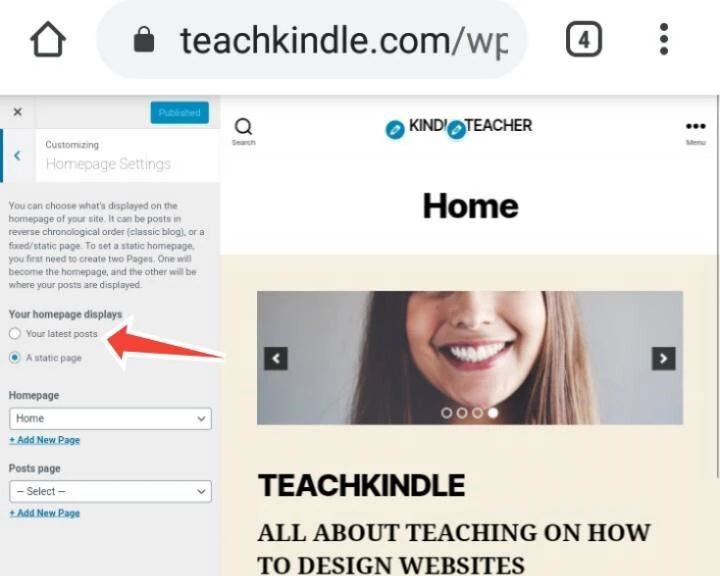 teachkindle.com/wp
4
Published
Customizing
Homepage Settings
You can choose what's displayed on the
homepage of your site. It can be posts in
reverse chronological order (classic blog), or a
fixed/static page. To set a static homepage,
you first need to create two Pages. One will
become the homepage, and the other will be
where your posts are displayed.
Your homepage displays
Your latest posts
A static page
Homepage
Home
+ Add New Page
Posts page
— Select —
+ Add New Page
Search
TEACHER
Menu
Home
TEACHKINDLE
ALL ABOUT TEACHING ON HOW
TO DESIGN WEBSITES